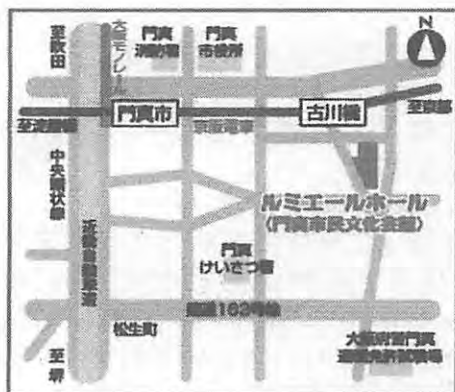 N
至吹田
大阪モノレール
門真
消防署
門真
市役所
門真市
古川橋
至淀屋橋
京阪電車
至京都
中央環状線
近畿自動車道
ルミエールホール
〈門真市民文化会館〉
門真
けいさつ署
国道163号線
松生町
至堺
大阪府警門真
運転免許試験場